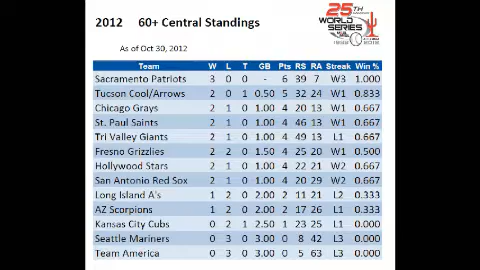 2012 60+ Central Standings
25TH ANNIVERSARY
WORLD
SERIES
As of Oct 30, 2012
Team W L T GB Pts RS RA Streak Win %
Sacramento Patriots 3 0 0 - 6 39 7 W3 1.000
Tucson Cool/Arrows 2 0 1 0.50 5 32 24 W1 0.833
Chicago Grays 2 1 0 1.00 4 20 13 W1 0.667
St. Paul Saints 2 1 0 1.00 4 46 13 W1 0.667
Tri Valley Giants 2 1 0 1.00 4 49 13 L1 0.667
Fresno Grizzlies 2 2 0 1.50 4 25 20 W1 0.500
Hollywood Stars 2 1 0 1.00 4 22 21 W2 0.667
San Antonio Red Sox 2 1 0 1.00 4 20 29 W2 0.667
Long Island A's 1 2 0 2.00 2 11 21 L2 0.333
AZ Scorpions 1 2 0 2.00 2 17 26 L1 0.333
Kansas City Cubs 0 2 1 2.50 1 23 25 L1 0.000
Seattle Mariners 0 3 0 3.00 0 8 42 L3 0.000
Team America 0 3 0 3.00 0 5 63 L3 0.000